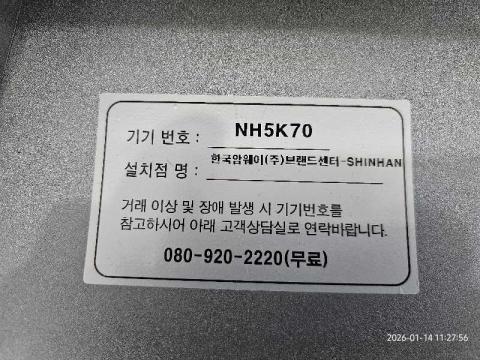 기기 번호 : NH5K70
설치점 명 : 한국암웨이(주)브랜드센터-SHINHAN
거래 이상 및 장애 발생 시 기기번호를
참고하시어 아래 고객상담실로 연락바랍니다.
080-920-2220(무료)
2026-01-14 11:27:56